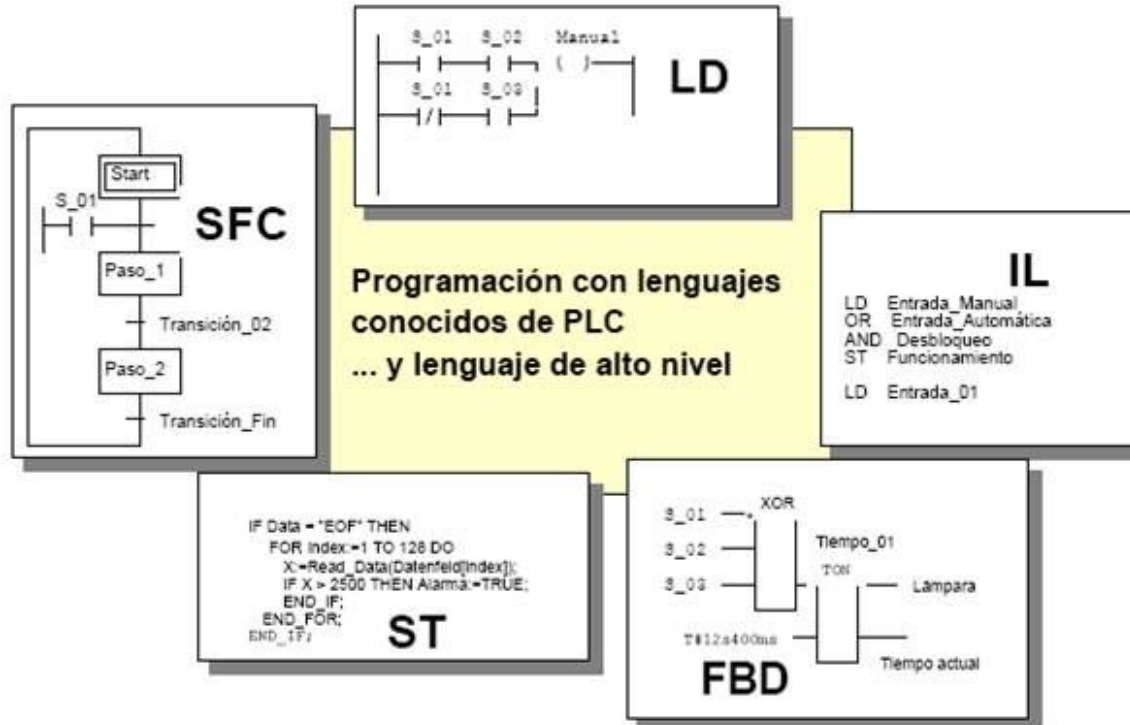 S_01 S_02 Manual
( )
S_01 S_03
/
LD
Start
S_01
SFC
Paso_1
Transición_02
Paso_2
Transición_Fin
Programación con lenguajes
conocidos de PLC
... y lenguaje de alto nivel
IL
LD Entrada_Manual
OR Entrada_Automática
AND Desbloqueo
ST Funcionamiento
LD Entrada_01
IF Data = "EOF" THEN
FOR Index:=1 TO 128 DO
X:=Read_Data(Datenfeld[Index]);
IF X > 2500 THEN Alarma:=TRUE;
END_IF;
END_FOR;
END_IF;
ST
XOR
S_01
S_02
S_03
Tiempo_01
TON
Lámpara
T#12s400ms
Tiempo actual
FBD